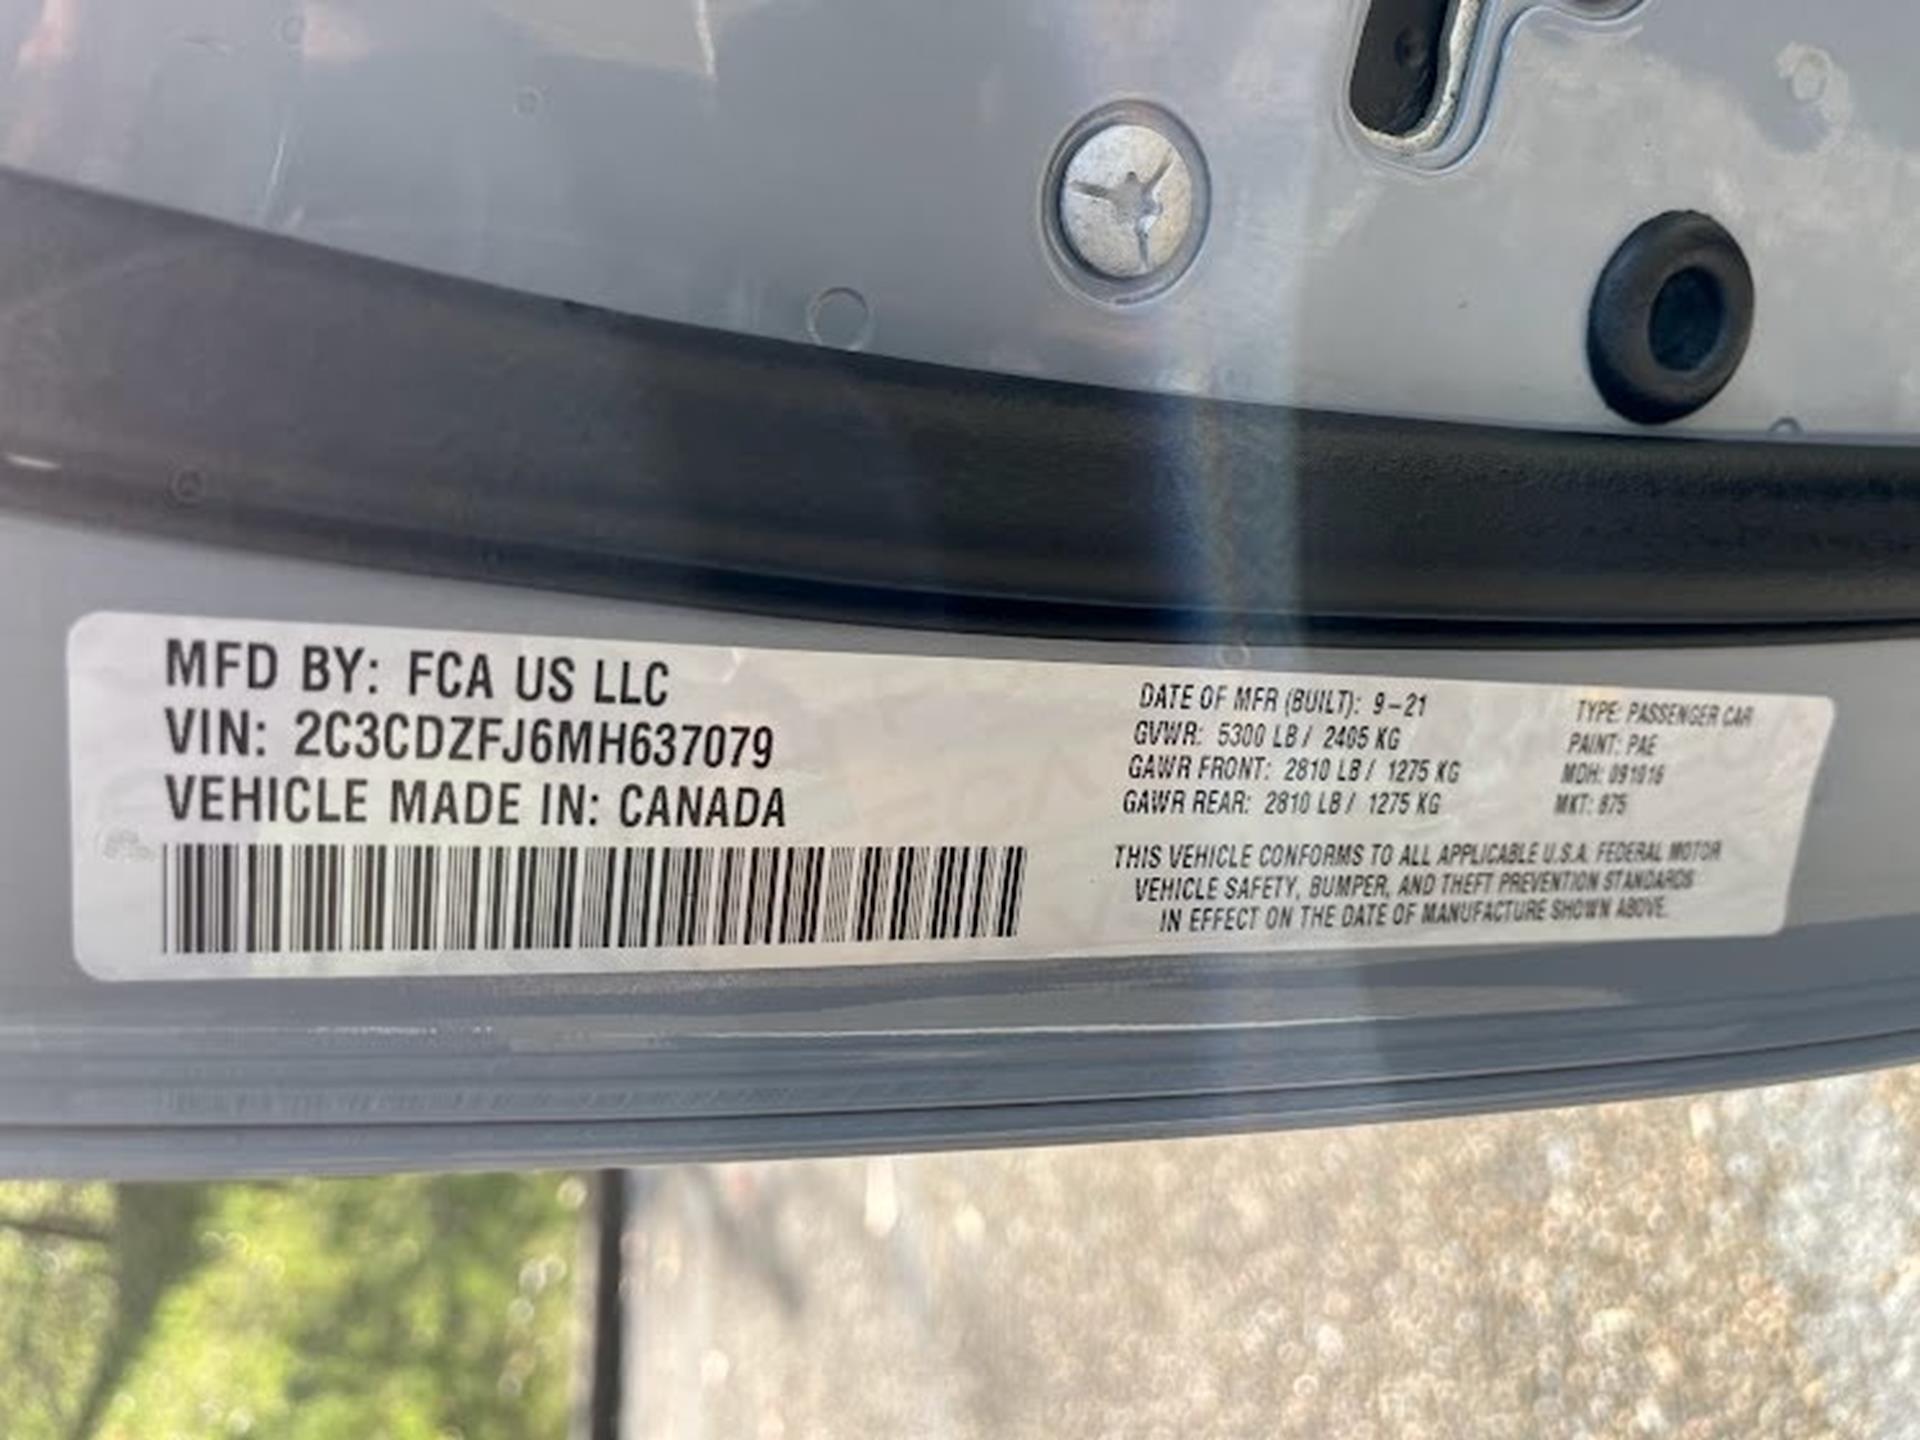 MFD BY: FCA US LLC
VIN: 2C3CDZFJ6MH637079
VEHICLE MADE IN: CANADA
DATE OF MFR (BUILT): 9-21
GVWR: 5300 LB / 2405 KG
GAWR FRONT: 2810 LB / 1275 KG
GAWR REAR: 2810 LB / 1275 KG
TYPE: PASSENGER CAR
PAINT: PAE
MDH: 091016
MKT: 875
THIS VEHICLE CONFORMS TO ALL APPLICABLE U.S.A. FEDERAL MOTOR
VEHICLE SAFETY, BUMPER, AND THEFT PREVENTION STANDARDS
IN EFFECT ON THE DATE OF MANUFACTURE SHOWN ABOVE.